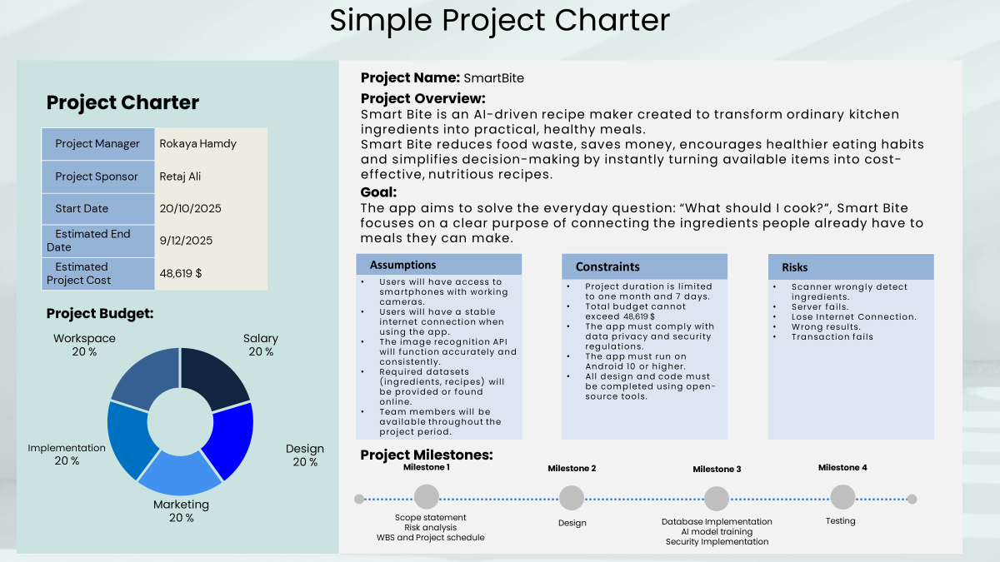 Simple Project Charter
Project Charter
Project Manager Rokaya Hamdy
Project Sponsor Retaj Ali
Start Date 20/10/2025
Estimated End
Date 9/12/2025
Estimated
Project Cost 48,619 $
Project Budget:
Workspace
20 %
Salary
20 %
Implementation
20 %
Design
20 %
Marketing
20 %
Project Name: SmartBite
Project Overview:
Smart Bite is an AI-driven recipe maker created to transform ordinary kitchen
ingredients into practical, healthy meals.
Smart Bite reduces food waste, saves money, encourages healthier eating habits
and simplifies decision-making by instantly turning available items into cost-
effective, nutritious recipes.
Goal:
The app aims to solve the everyday question: “What should I cook?”, Smart Bite
focuses on a clear purpose of connecting the ingredients people already have to
meals they can make.
Assumptions
• Users will have access to
smartphones with working
cameras.
• Users will have a stable
internet connection when
using the app.
• The image recognition API
will function accurately and
consistently.
• Required datasets
(ingredients, recipes) will
be provided or found
online.
• Team members will be
available throughout the
project period.
Constraints
• Project duration is limited
to one month and 7 days.
• Total budget cannot
exceed 48,619 $
• The app must comply with
data privacy and security
regulations.
• The app must run on
Android 10 or higher.
• All design and code must
be completed using open-
source tools.
Risks
• Scanner wrongly detect
ingredients.
• Server fails.
• Lose Internet Connection.
• Wrong results.
• Transaction fails
Project Milestones:
Milestone 1
Scope statement
Risk analysis
WBS and Project schedule
Milestone 2
Design
Milestone 3
Database Implementation
AI model training
Security Implementation
Milestone 4
Testing